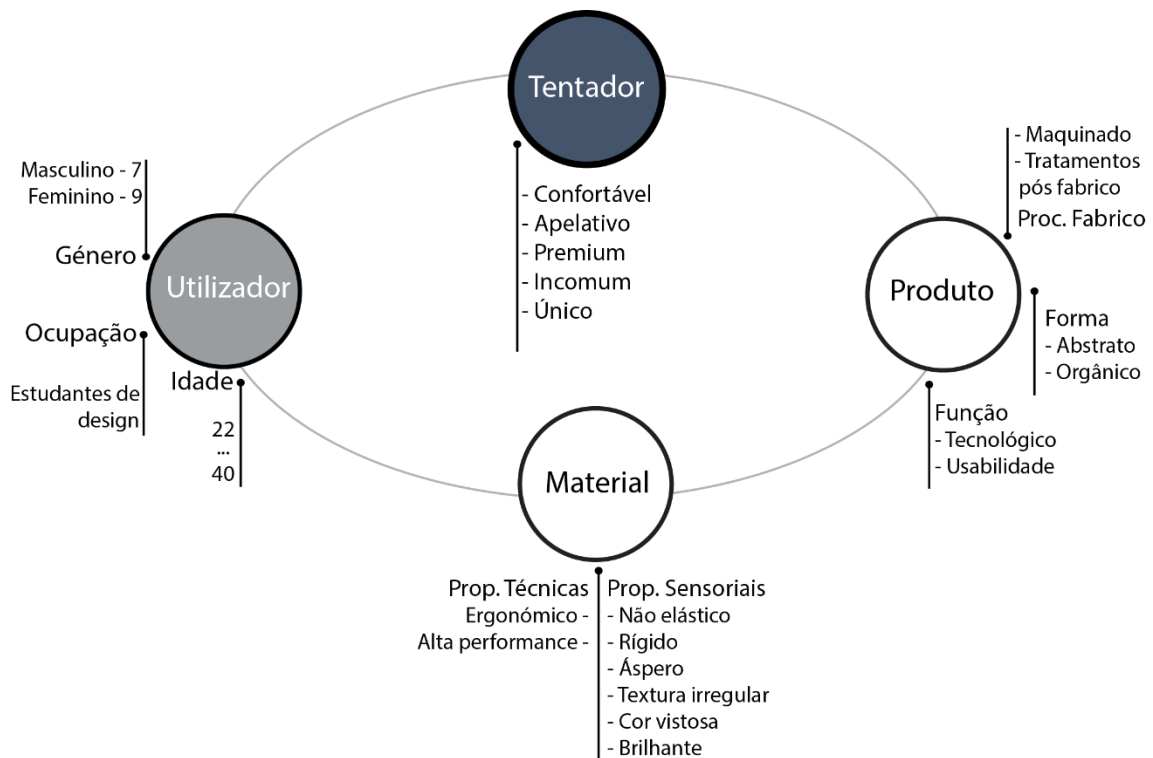 Tentador
- Confortável
- Apelativo
- Premium
- Incomum
- Único
Masculino - 7
Feminino - 9
Género
Utilizador
Ocupação
Estudantes de
design
Idade
22
...
40
- Maquinado
- Tratamentos
pós fabrico
Proc. Fabrico
Produto
Forma
- Abstrato
- Orgânico
Função
- Tecnológico
- Usabilidade
Material
Prop. Técnicas
Ergonómico -
Alta performance -
Prop. Sensoriais
- Não elástico
- Rígido
- Áspero
- Textura irregular
- Cor vistosa
- Brilhante